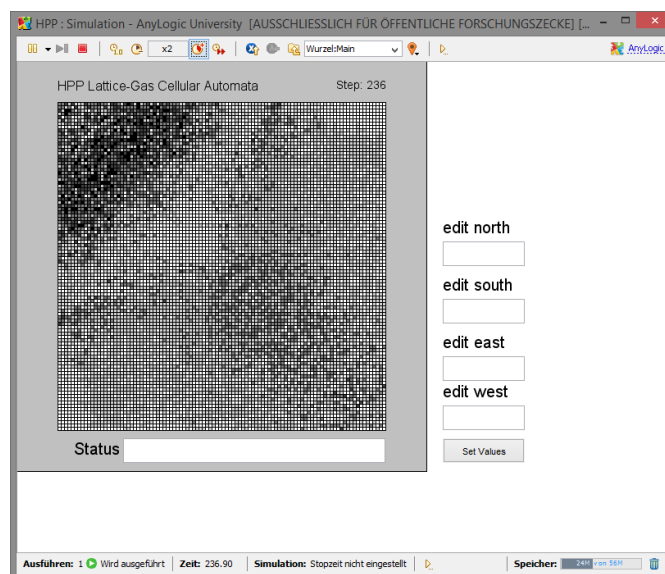 HPP : Simulation - AnyLogic University [AUSSCHLIESSLICH FÜR ÖFFENTLICHE FORSCHUNGSZECKE] [...
x2
Wurzel:Main
AnyLogic
HPP Lattice-Gas Cellular Automata
Step: 236
edit north
edit south
edit east
edit west
Set Values
Status
Ausführen: 1 Wird ausgeführt
Zeit: 236.90
Simulation: Stopzeit nicht eingestellt
Speicher: 24M von 56M